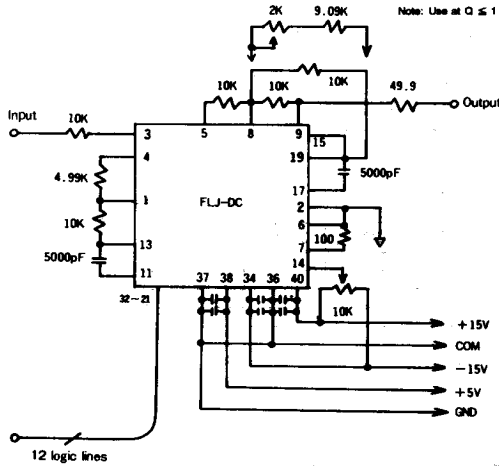 Note: Use at Q ≤ 1
2K
9.09K
10K
10K
10K
49.9
Output
Input
10K
3
5
8
9
15
4
19
4.99K
5000pF
17
1
FLJ-DC
2
10K
6
100
13
7
5000pF
14
11
37
38
34
36
40
32~21
10K
+15V
COM
-15V
+5V
GND
12 logic lines